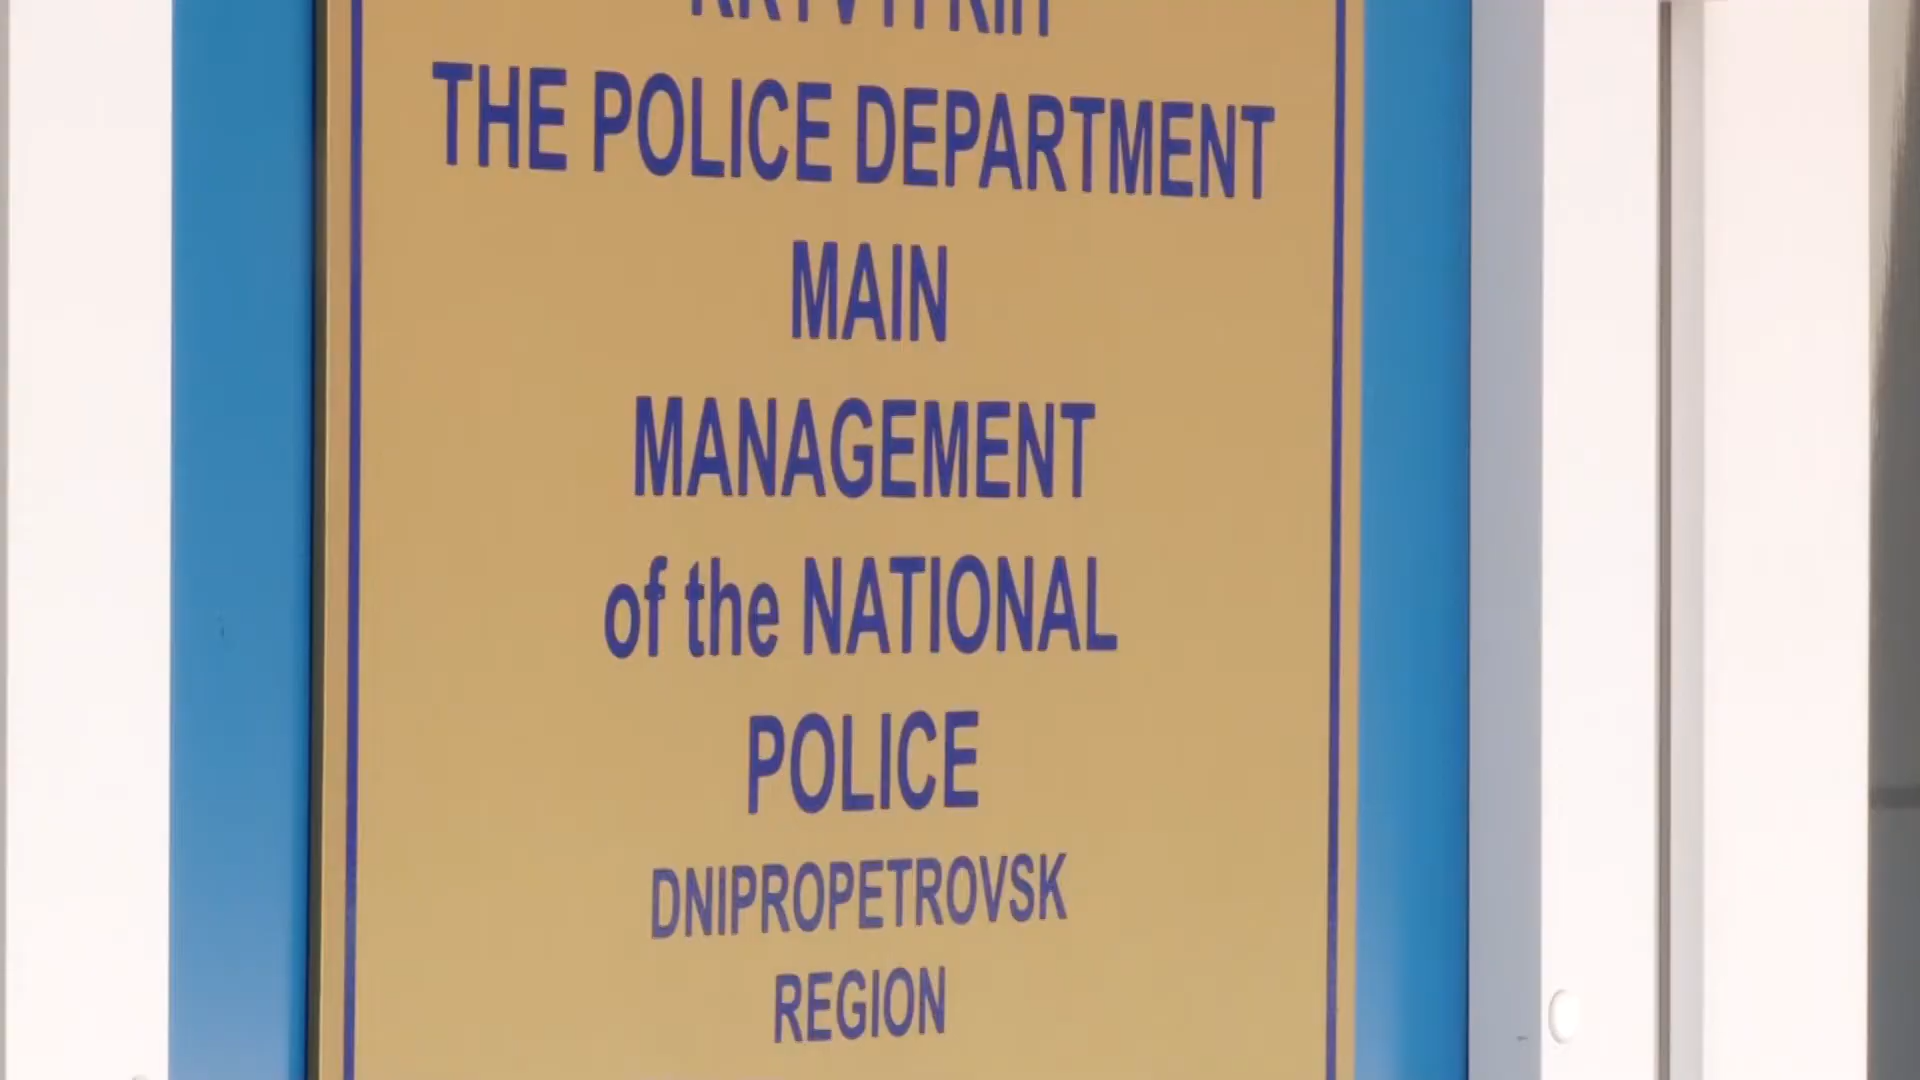 THE POLICE DEPARTMENT
MAIN
MANAGEMENT
of the NATIONAL
POLICE
DNIPROPETROVSK
REGION